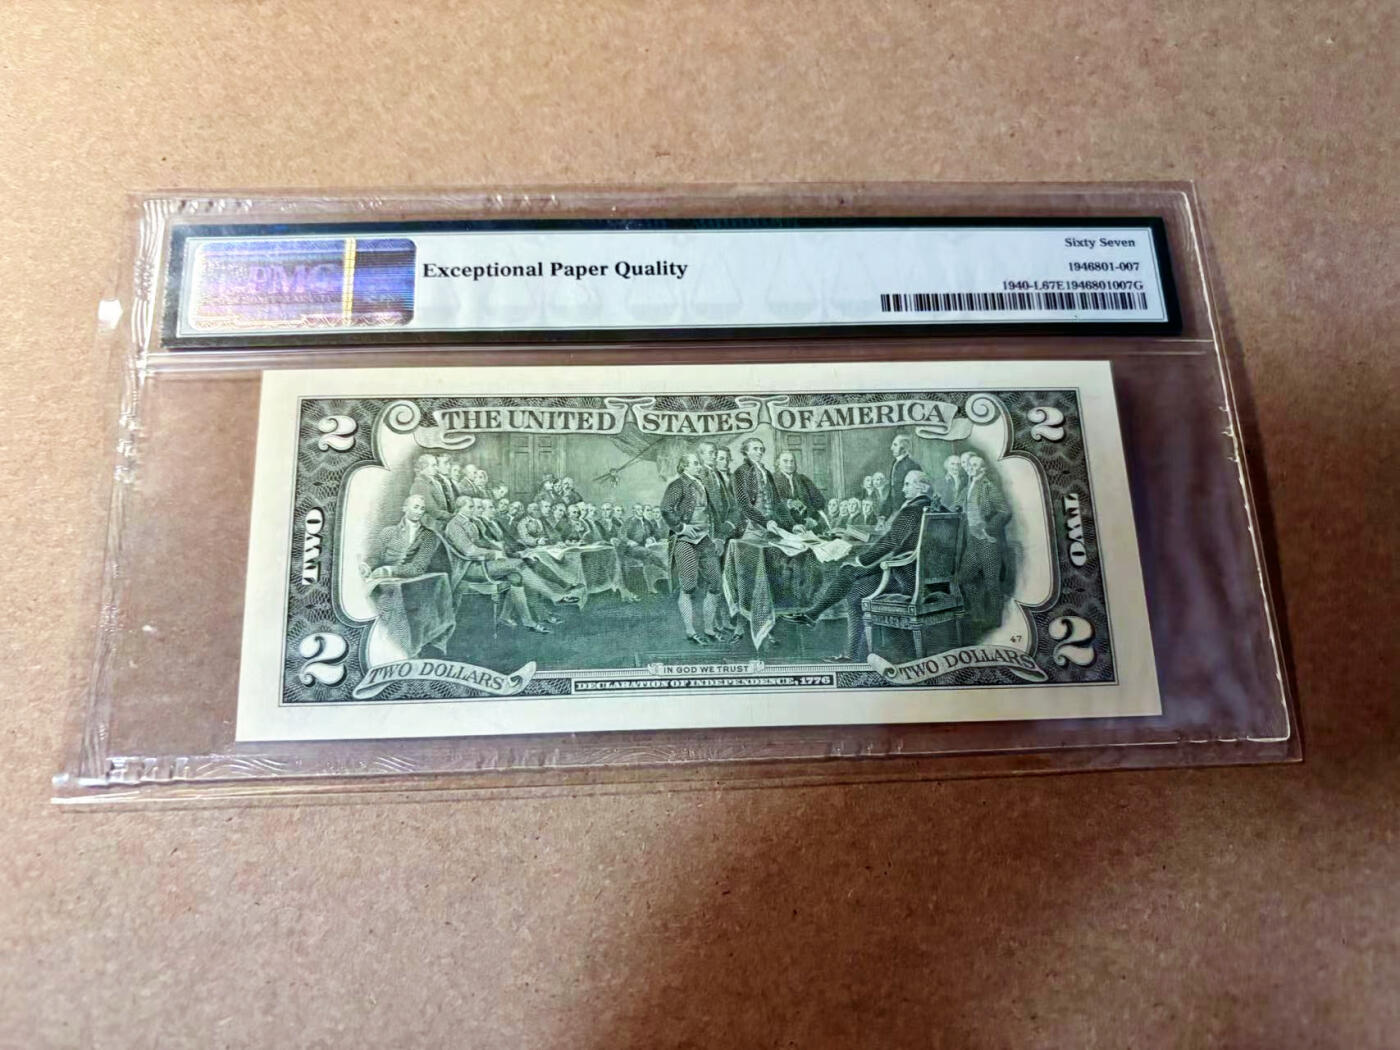 PMG
Exceptional Paper Quality
Sixty Seven
1946801-007
1940-L67E1946801007G
2 THE UNITED STATES OF AMERICA 2
TWO
TWO
47
2 TWO DOLLARS
IN GOD WE TRUST
TWO DOLLARS 2
DECLARATION OF INDEPENDENCE, 1776